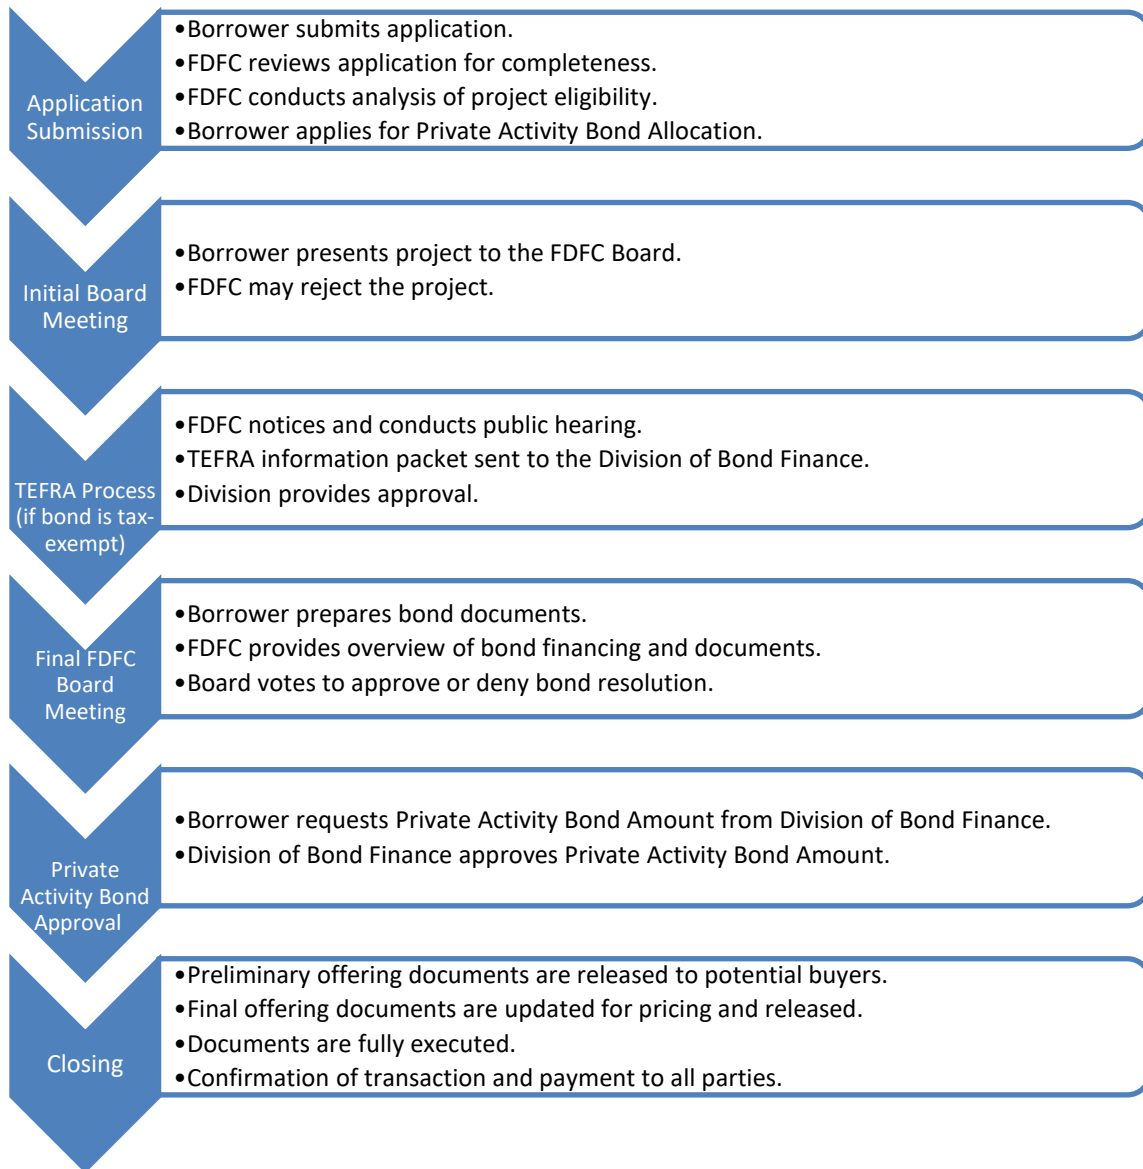 Application
Submission
•Borrower submits application.
•FDFC reviews application for completeness.
•FDFC conducts analysis of project eligibility.
•Borrower applies for Private Activity Bond Allocation.
Initial Board
Meeting
•Borrower presents project to the FDFC Board.
•FDFC may reject the project.
TEFRA Process
(if bond is tax-
exempt)
•FDFC notices and conducts public hearing.
•TEFRA information packet sent to the Division of Bond Finance.
•Division provides approval.
Final FDFC
Board
Meeting
•Borrower prepares bond documents.
•FDFC provides overview of bond financing and documents.
•Board votes to approve or deny bond resolution.
Private
Activity Bond
Approval
•Borrower requests Private Activity Bond Amount from Division of Bond Finance.
•Division of Bond Finance approves Private Activity Bond Amount.
Closing
•Preliminary offering documents are released to potential buyers.
•Final offering documents are updated for pricing and released.
•Documents are fully executed.
•Confirmation of transaction and payment to all parties.